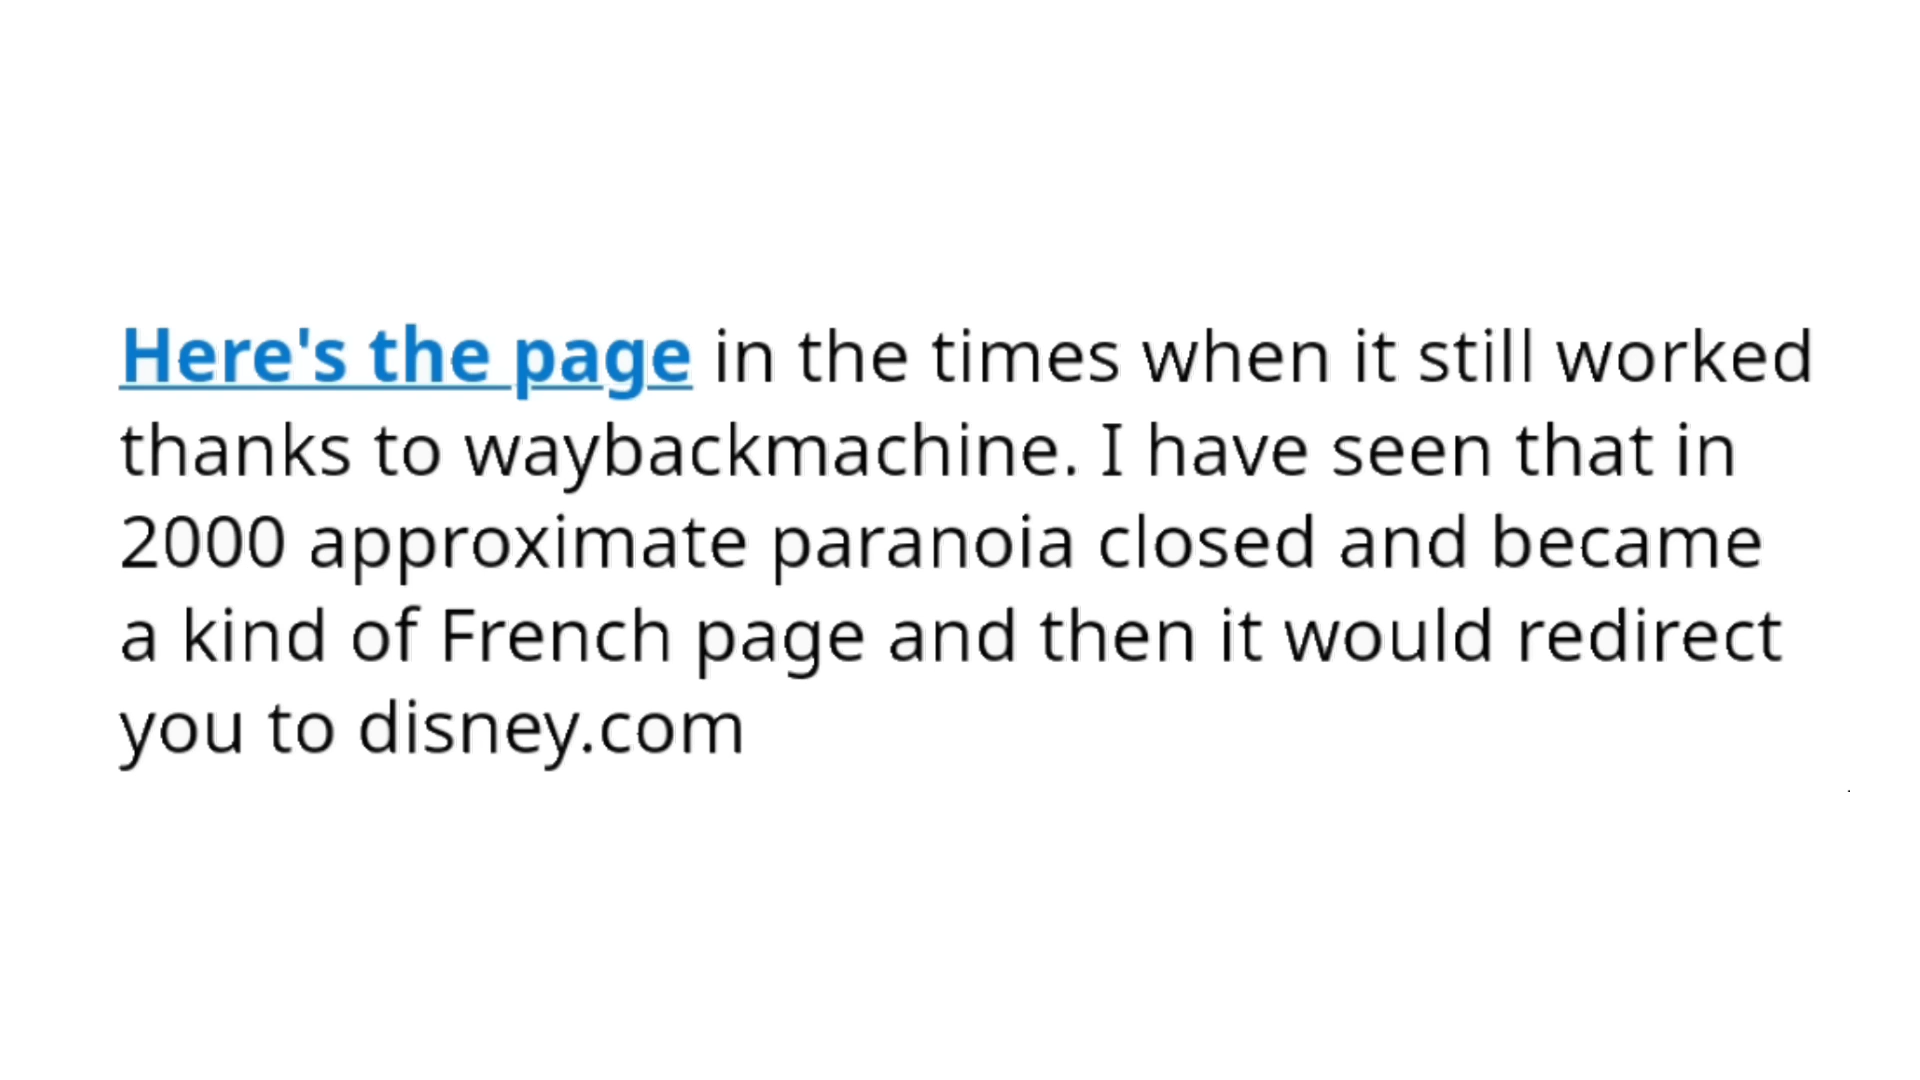 Here's the page in the times when it still worked
thanks to waybackmachine. I have seen that in
2000 approximate paranoia closed and became
a kind of French page and then it would redirect
you to disney.com